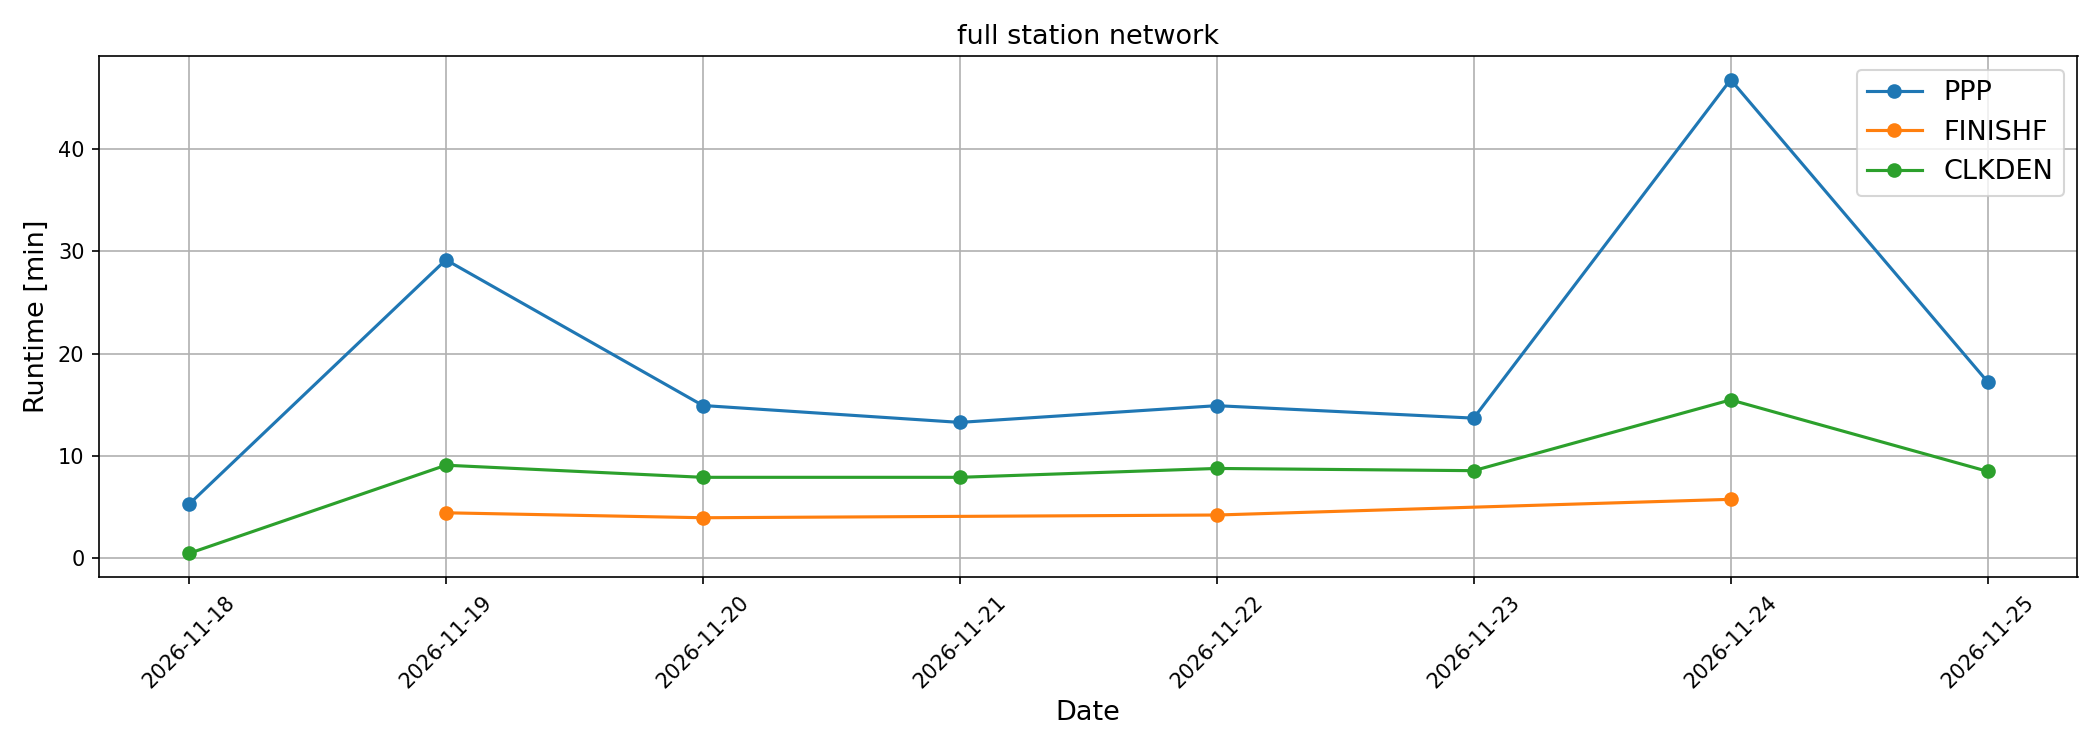 full station network
PPP
FINISHF
CLKDEN
Runtime [min]
40
30
20
10
0
2026-11-18
2026-11-19
2026-11-20
2026-11-21
2026-11-22
2026-11-23
2026-11-24
2026-11-25
Date